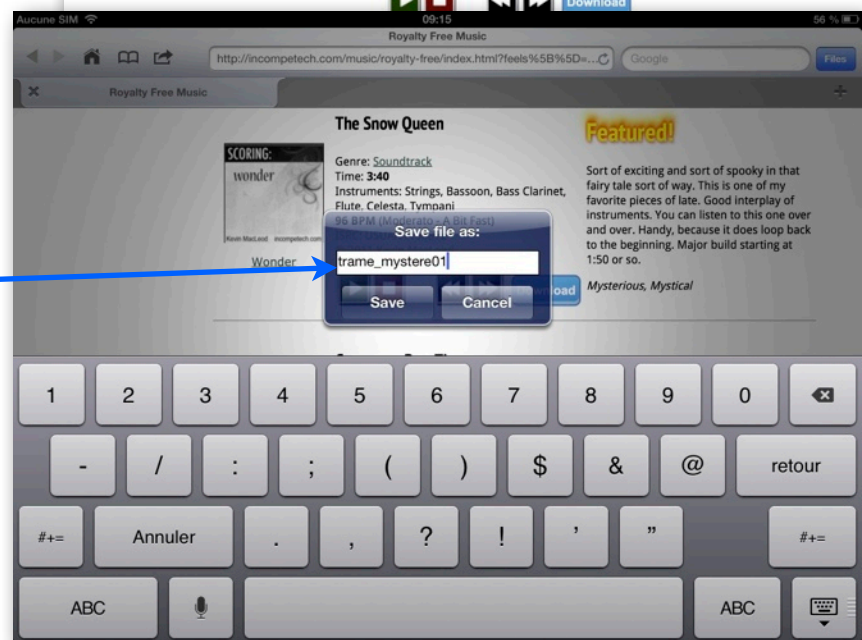 Download
Aucune SIM 09:15 56 %
Royalty Free Music
http://incompetech.com/music/royalty-free/index.html?feels%5B%5D=... Google Files
Royalty Free Music
The Snow Queen
Featured!
SCORING:
wonder
Kevin MacLeod incompetech.com
Wonder
Genre: Soundtrack
Time: 3:40
Instruments: Strings, Bassoon, Bass Clarinet,
Flute, Celesta, Tympani
96 BPM (Moderato - A Bit Fast)
Sort of exciting and sort of spooky in that
fairy tale sort of way. This is one of my
favorite pieces of late. Good interplay of
instruments. You can listen to this one over
and over. Handy, because it does loop back
to the beginning. Major build starting at
1:50 or so.
Mysterious, Mystical
Save file as:
trame_mystere01
Save Cancel
1 2 3 4 5 6 7 8 9 0
- / : ; ( ) $ & @ retour
#+= Annuler . , ? ! ' ” #+=
ABC ABC